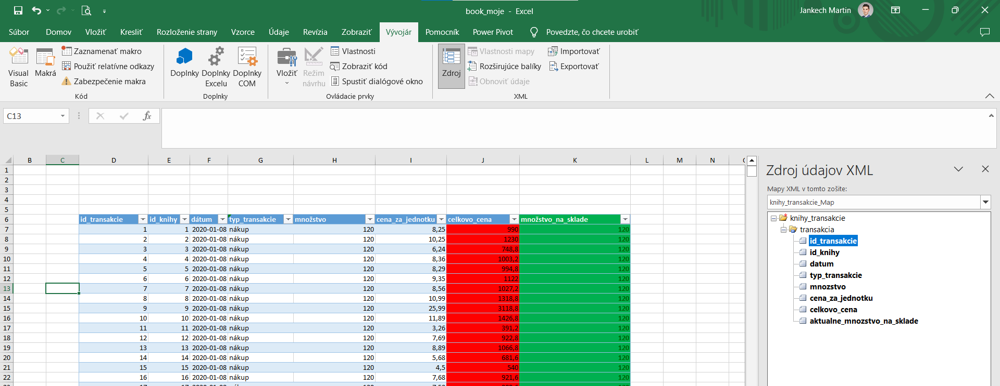 book_moje - Excel
Jankech Martin
Súbor Domov Vložiť Kresliť Rozloženie strany Vzorce Údaje Revízia Zobraziť Vývojár Pomocník Power Pivot Povedzte, čo chcete urobiť
Visual Basic
Makrá
Zaznamenať makro
Použiť relatívne odkazy
Zabezpečenie makra
Kód
Doplnky
Doplnky Excelu
Doplnky COM
Doplnky
Vložiť
Režim návrhu
Vlastnosti
Zobraziť kód
Spustiť dialógové okno
Ovládacie prvky
Zdroj
Vlastnosti mapy
Rozširujúce balíky
Obnoviť údaje
Importovať
Exportovať
XML
C13
fx
B C D E F G H I J K L M N
1
2
3
4
5
6 id_transakcie id_knihy dátum typ_transakcie množstvo cena_za_jednotku celkovo_cena množstvo_na_sklade
7 1 1 2020-01-08 nákup 120 8,25 990 120
8 2 2 2020-01-08 nákup 120 10,25 1230 120
9 3 3 2020-01-08 nákup 120 6,24 748,8 120
10 4 4 2020-01-08 nákup 120 8,36 1003,2 120
11 5 5 2020-01-08 nákup 120 8,29 994,8 120
12 6 6 2020-01-08 nákup 120 9,35 1122 120
13 7 7 2020-01-08 nákup 120 8,56 1027,2 120
14 8 8 2020-01-08 nákup 120 10,99 1318,8 120
15 9 9 2020-01-08 nákup 120 25,99 3118,8 120
16 10 10 2020-01-08 nákup 120 11,89 1426,8 120
17 11 11 2020-01-08 nákup 120 3,26 391,2 120
18 12 12 2020-01-08 nákup 120 7,69 922,8 120
19 13 13 2020-01-08 nákup 120 8,89 1066,8 120
20 14 14 2020-01-08 nákup 120 5,68 681,6 120
21 15 15 2020-01-08 nákup 120 4,5 540 120
22 16 16 2020-01-08 nákup 120 7,68 921,6 120
Zdroj údajov XML
Mapy XML v tomto zošite:
knihy_transakcie_Map
knihy_transakcie
transakcia
id_transakcie
id_knihy
datum
typ_transakcie
mnozstvo
cena_za_jednotku
celkovo_cena
aktualne_mnozstvo_na_sklade